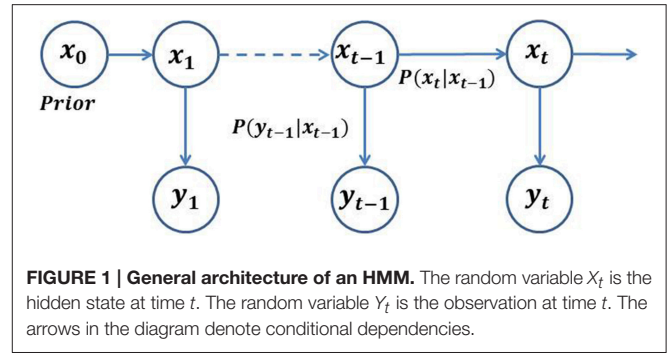 x₀ x₁ xₜ₋₁ xₜ
P(xₜ|xₜ₋₁)
Prior
P(yₜ₋₁|xₜ₋₁)
y₁ yₜ₋₁ yₜ
FIGURE 1 | General architecture of an HMM. The random variable Xₜ is the
hidden state at time t. The random variable Yₜ is the observation at time t. The
arrows in the diagram denote conditional dependencies.